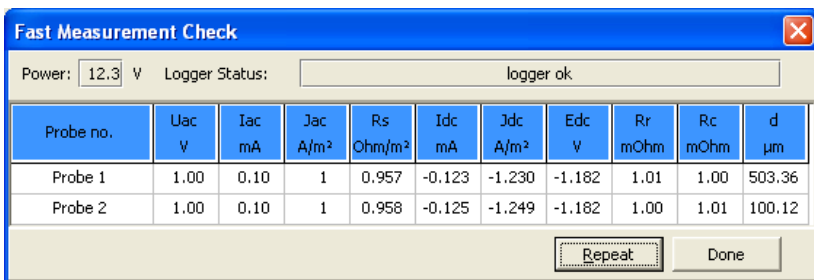 Fast Measurement Check
Power: 12.3 V Logger Status: logger ok
Probe no. Uac V Iac mA Jac A/m² Rs Ohm/m² Idc mA Jdc A/m² Edc V Rr mOhm Rc mOhm d µm
Probe 1 1.00 0.10 1 0.957 -0.123 -1.230 -1.182 1.01 1.00 503.36
Probe 2 1.00 0.10 1 0.958 -0.125 -1.249 -1.182 1.00 1.01 100.12
Repeat Done